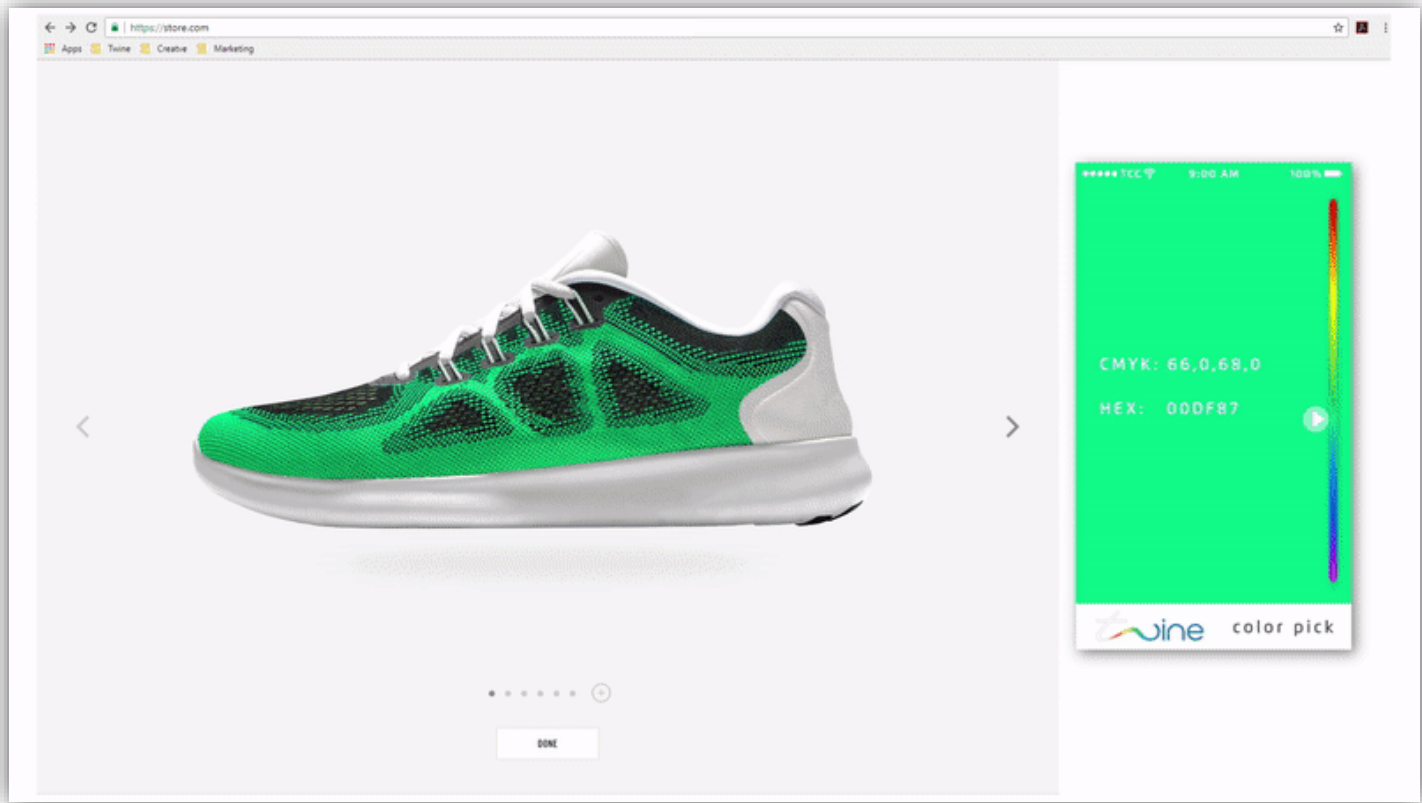 https://store.com
Apps Twine Creative Marketing
TCC 9:00 AM 100%
CMYK: 66,0,68,0
HEX: 00DF87
twine color pick
DONE